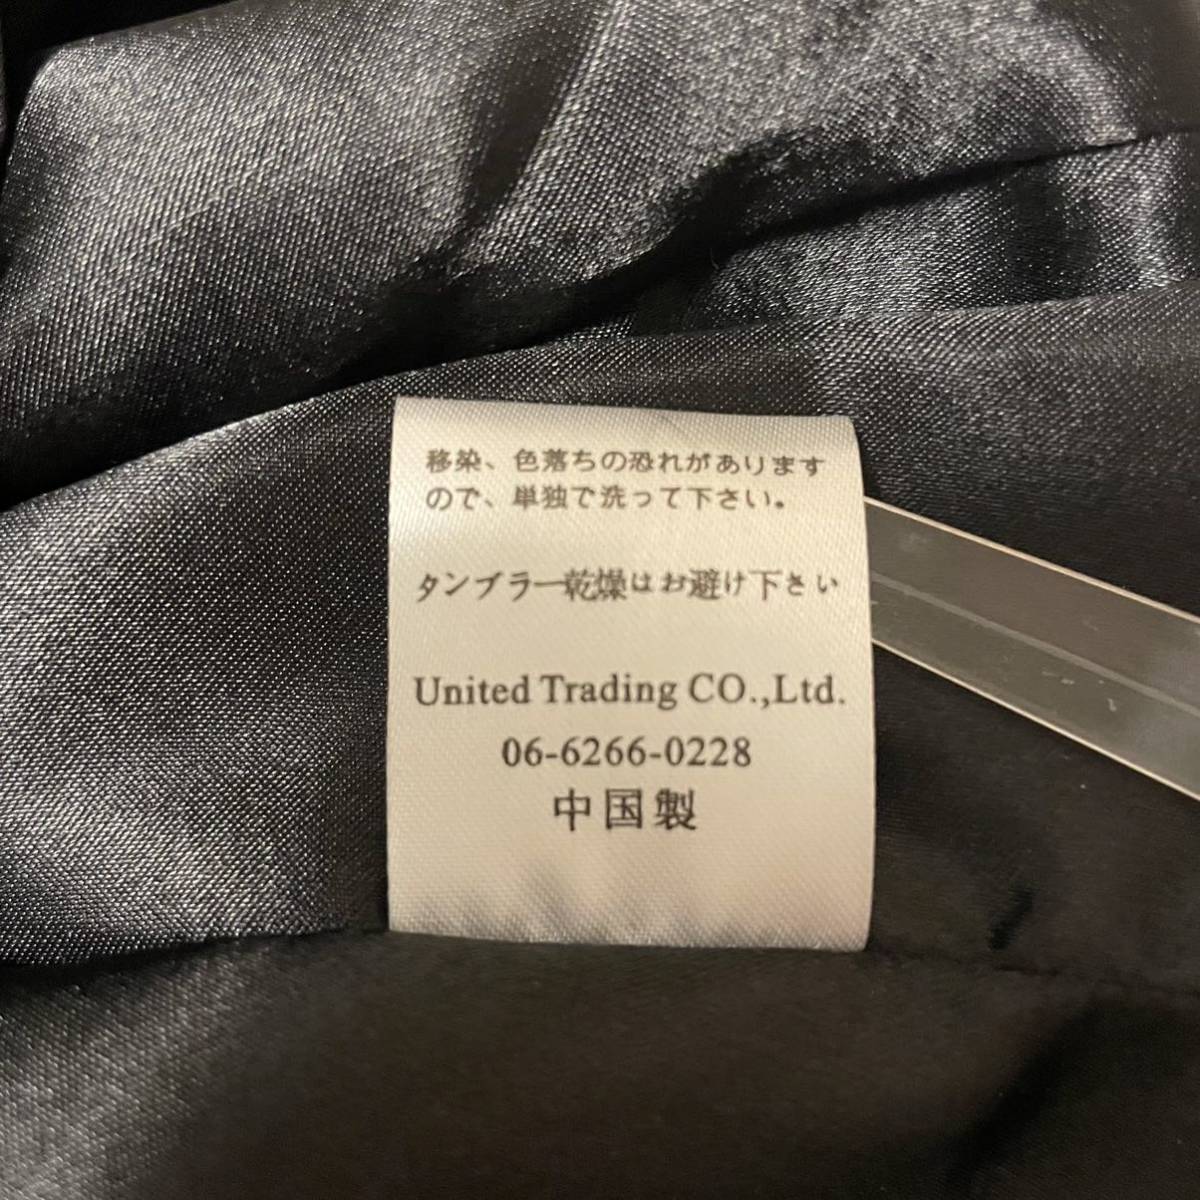 移染、色落ちの恐れがあります
ので、単独で洗って下さい。
タンブラー乾燥はお避け下さい
United Trading CO.,Ltd.
06-6266-0228
中国製